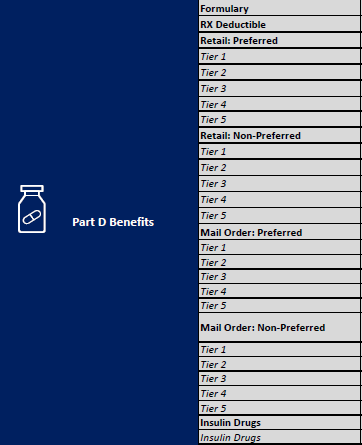 Part D Benefits
Formulary
RX Deductible
Retail: Preferred
Tier 1
Tier 2
Tier 3
Tier 4
Tier 5
Retail: Non-Preferred
Tier 1
Tier 2
Tier 3
Tier 4
Tier 5
Mail Order: Preferred
Tier 1
Tier 2
Tier 3
Tier 4
Tier 5
Mail Order: Non-Preferred
Tier 1
Tier 2
Tier 3
Tier 4
Tier 5
Insulin Drugs
Insulin Drugs